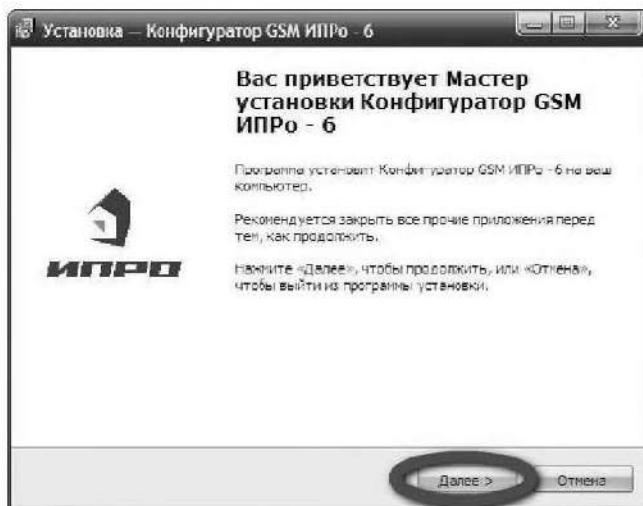 Установка — Конфигуратор GSM ИПРо - 6
Вас приветствует Мастер
установки Конфигуратор GSM
ИПРо - 6
Программа установит Конфигуратор GSM ИПРо -6 на ваш
компьютер.
Рекомендуется закрыть все прочие приложения перед
тем, как продолжить.
ИПРО
Нажмите «Далее», чтобы продолжить, или «Отмена»,
чтобы выйти из программы установки.
Далее >
Отмена